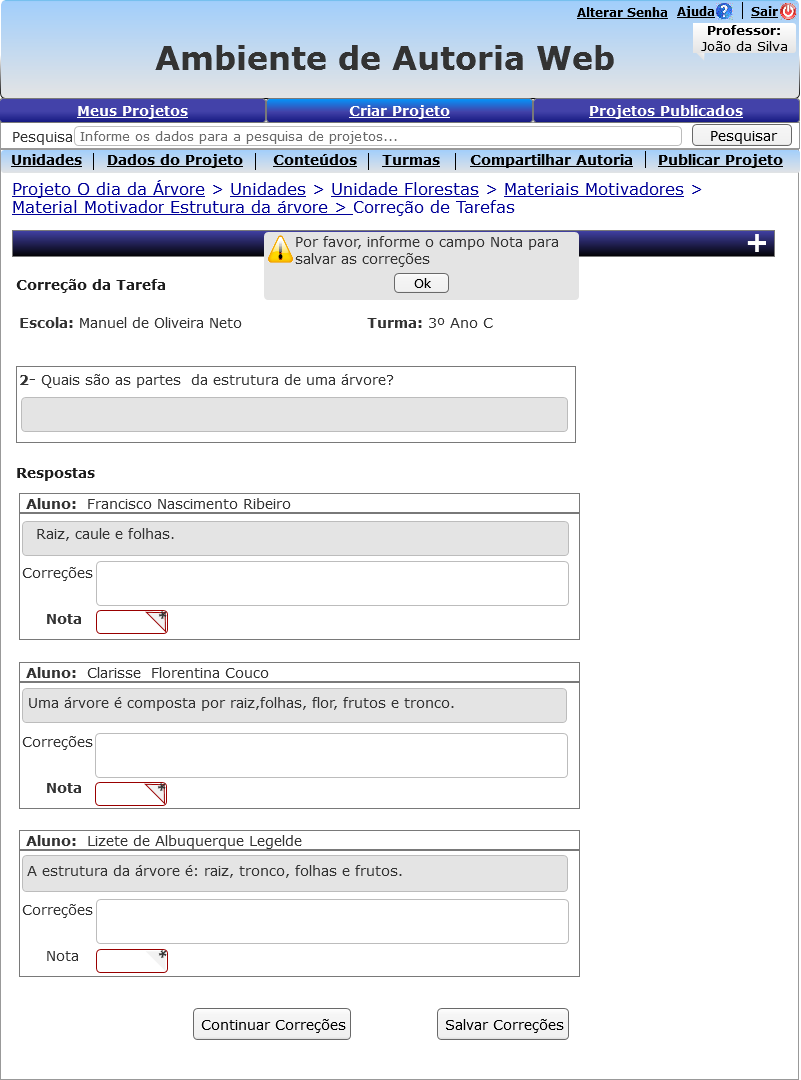 Alterar Senha Ajuda Sair
Professor:
João da Silva
Ambiente de Autoria Web
Meus Projetos Criar Projeto Projetos Publicados
Pesquisa Informe os dados para a pesquisa de projetos... Pesquisar
Unidades | Dados do Projeto | Conteúdos | Turmas | Compartilhar Autoria | Publicar Projeto
Projeto O dia da Árvore > Unidades > Unidade Florestas > Materiais Motivadores >
Material Motivador Estrutura da árvore > Correção de Tarefas
Por favor, informe o campo Nota para
salvar as correções
Ok
Correção da Tarefa
Escola: Manuel de Oliveira Neto Turma: 3º Ano C
2- Quais são as partes da estrutura de uma árvore?
Respostas
Aluno: Francisco Nascimento Ribeiro
Raiz, caule e folhas.
Correções
Nota *
Aluno: Clarisse Florentina Couco
Uma árvore é composta por raiz,folhas, flor, frutos e tronco.
Correções
Nota *
Aluno: Lizete de Albuquerque Legelde
A estrutura da árvore é: raiz, tronco, folhas e frutos.
Correções
Nota *
Continuar Correções Salvar Correções